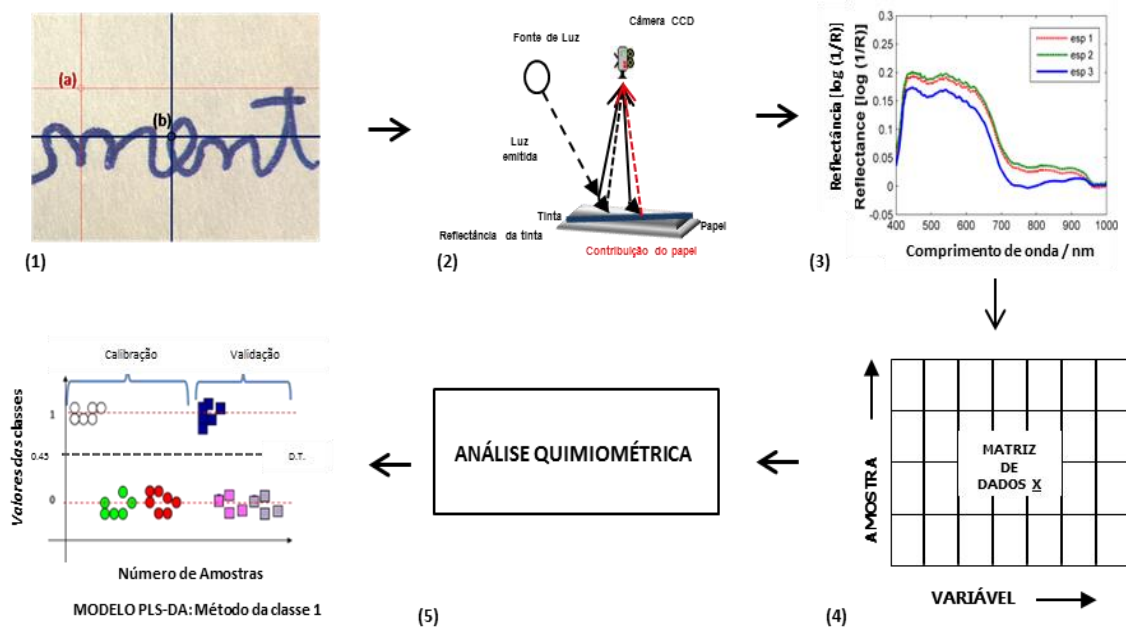 (a)
(b)
ment
(1)
Fonte de Luz
Câmera CCD
Luz
emitida
Tinta
Papel
Reflectância da tinta
Contribuição do papel
(2)
Reflectância [log (1/R)]
Reflectance [log (1/R)]
0.3
0.25
0.2
0.15
0.1
0.05
0
-0.05
400
500
600
700
800
900
1000
esp 1
esp 2
esp 3
Comprimento de onda / nm
(3)
AMOSTRA
MATRIZ
DE
DADOS X
VARIÁVEL
(4)
ANÁLISE QUIMIOMÉTRICA
(5)
Calibração
Validação
Valores das classes
1
0.45
D.T.
0
Número de Amostras
MODELO PLS-DA: Método da classe 1